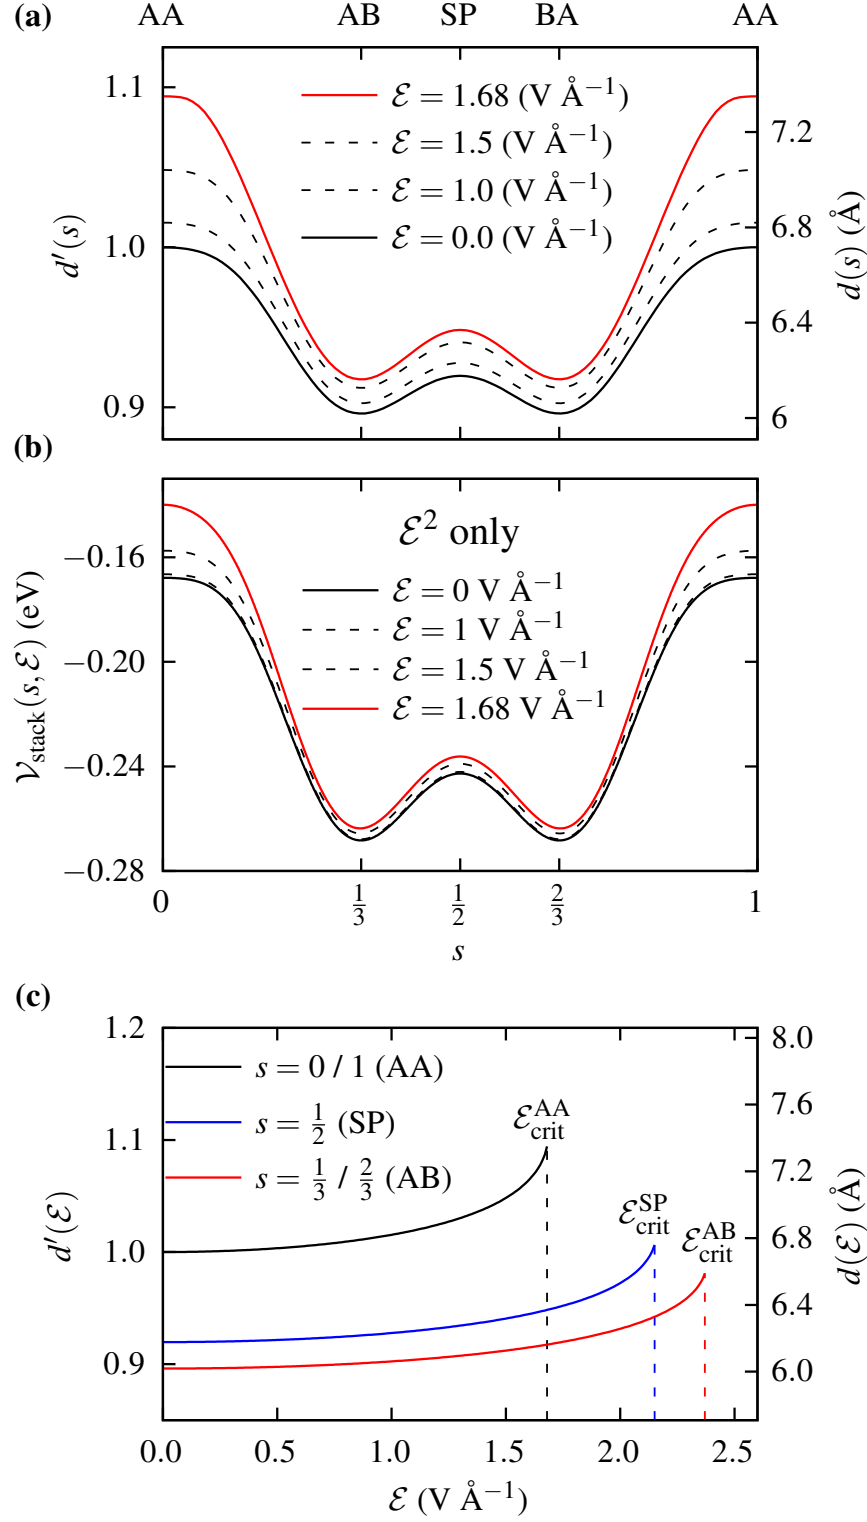 (a)
AA AB SP BA AA
1.1
1.0
0.9
d′(s)
ℰ = 1.68 (V Å⁻¹)
ℰ = 1.5 (V Å⁻¹)
ℰ = 1.0 (V Å⁻¹)
ℰ = 0.0 (V Å⁻¹)
7.2
6.8
6.4
6
d(s) (Å)
(b)
−0.16
−0.20
−0.24
−0.28
𝒱stack(s, ℰ) (eV)
ℰ² only
ℰ = 0 V Å⁻¹
ℰ = 1 V Å⁻¹
ℰ = 1.5 V Å⁻¹
ℰ = 1.68 V Å⁻¹
0 1/3 1/2 2/3 1
s
(c)
1.2
1.1
1.0
0.9
d′(ℰ)
s = 0 / 1 (AA)
s = 1/2 (SP)
s = 1/3 / 2/3 (AB)
ℰ^AA_crit
ℰ^SP_crit
ℰ^AB_crit
8.0
7.6
7.2
6.8
6.4
6.0
d(ℰ) (Å)
0.0 0.5 1.0 1.5 2.0 2.5
ℰ (V Å⁻¹)